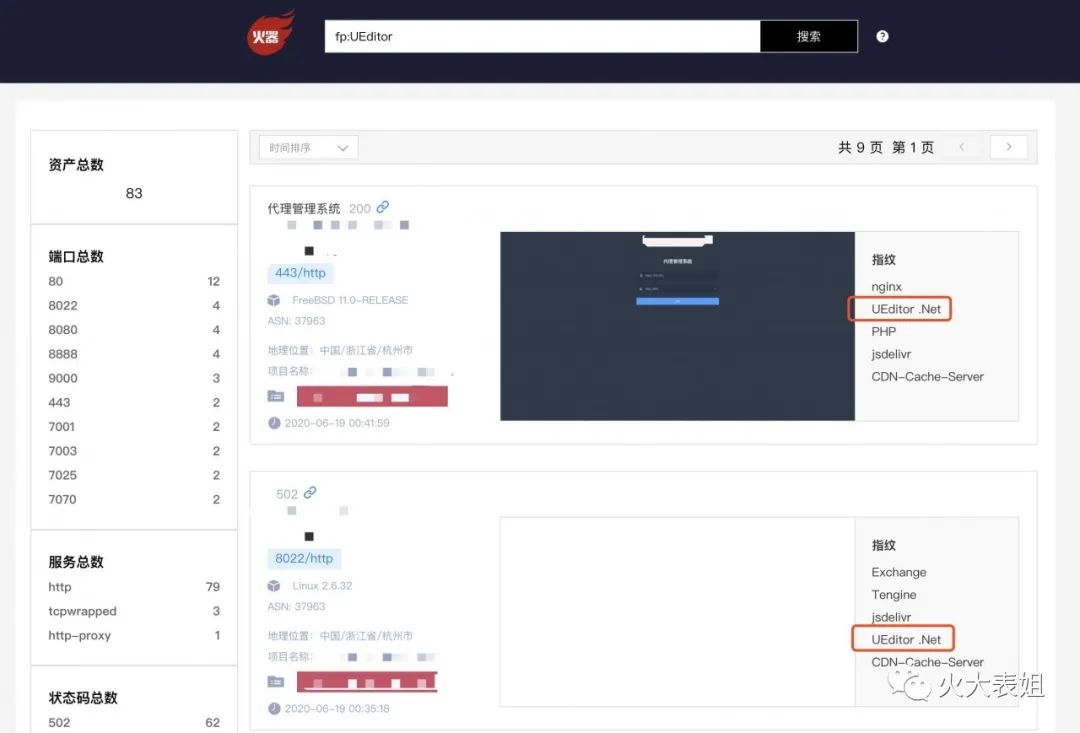 火器
fp:UEditor
搜索
?
资产总数
83
端口总数
80 12
8022 4
8080 4
8888 4
9000 3
443 2
7001 2
7003 2
7025 2
7070 2
服务总数
http 79
tcpwrapped 3
http-proxy 1
状态码总数
502 62
时间排序
共 9 页 第 1 页
代理管理系统 200
443/http
FreeBSD 11.0-RELEASE
ASN: 37963
地理位置: 中国/浙江省/杭州市
项目名称:
2020-06-19 00:41:59
代理管理系统
指纹
nginx
UEditor .Net
PHP
jsdelivr
CDN-Cache-Server
502
8022/http
Linux 2.6.32
ASN: 37963
地理位置: 中国/浙江省/杭州市
项目名称:
2020-06-19 00:35:18
指纹
Exchange
Tengine
jsdelivr
UEditor .Net
CDN-Cache-Server
火大表姐